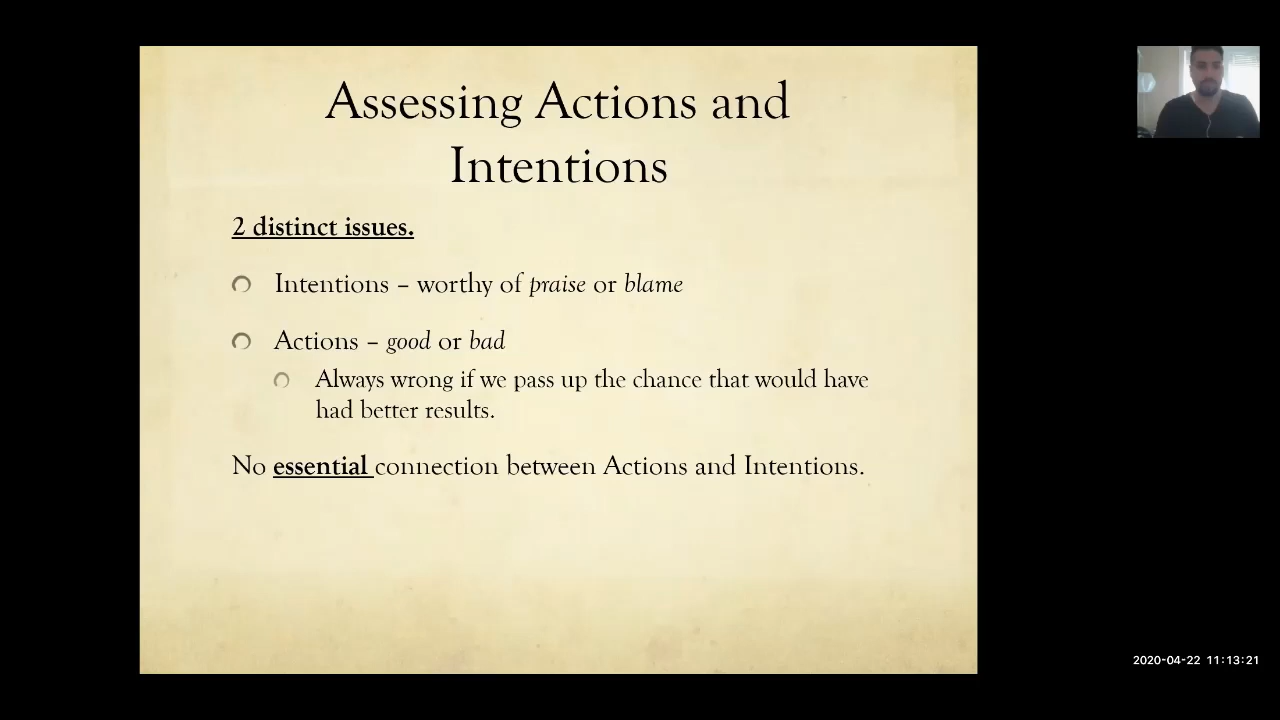 Assessing Actions and
Intentions
2 distinct issues.
Intentions – worthy of praise or blame
Actions – good or bad
Always wrong if we pass up the chance that would have
had better results.
No essential connection between Actions and Intentions.
2020-04-22 11:13:21